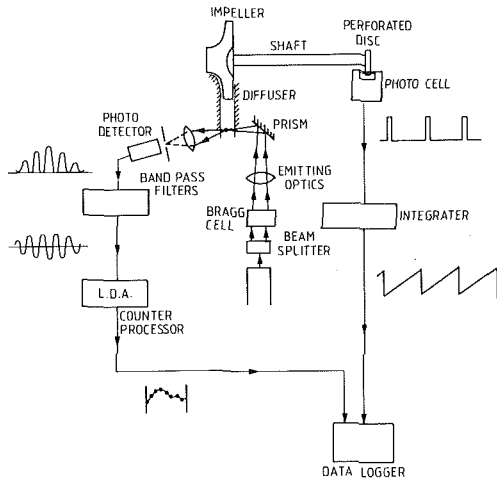 IMPELLER
PERFORATED
DISC
SHAFT
PHOTO CELL
DIFFUSER
PHOTO
DETECTOR
PRISM
EMITTING
OPTICS
BAND PASS
FILTERS
BRAGG
CELL
INTEGRATER
BEAM
SPLITTER
L.D.A.
COUNTER
PROCESSOR
DATA LOGGER